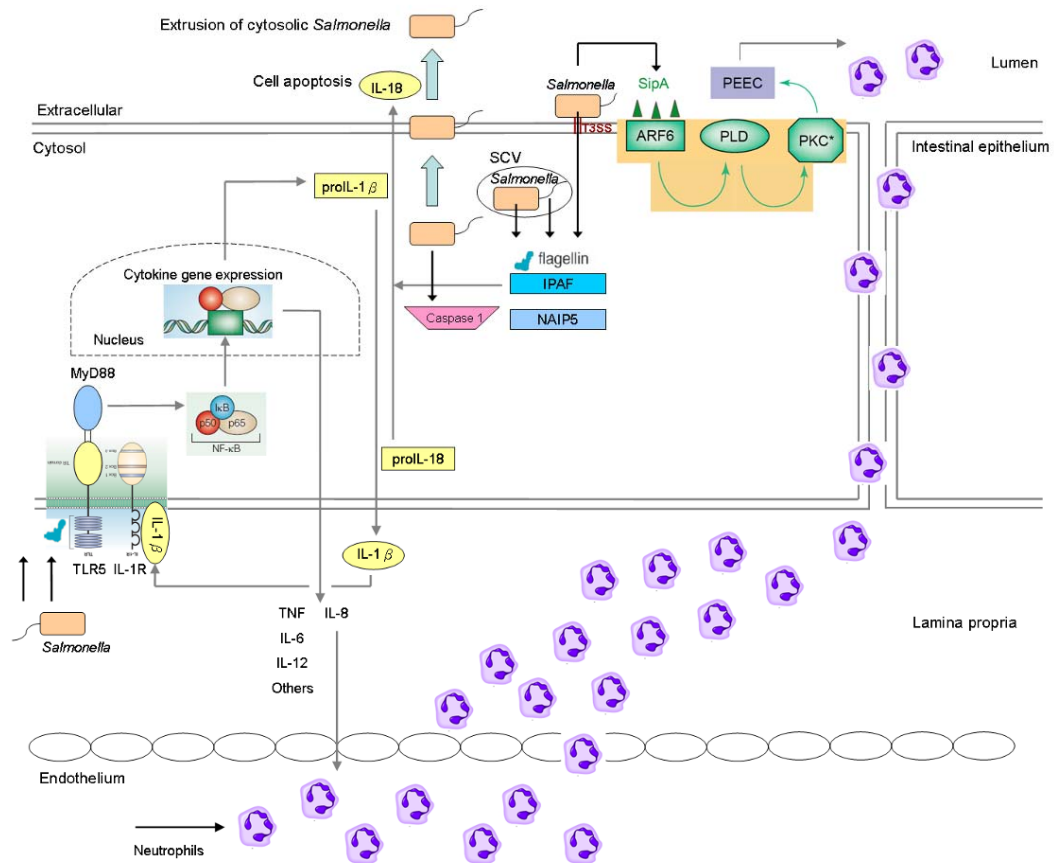 Extrusion of cytosolic Salmonella
Cell apoptosis
IL-18
Salmonella
SipA
PEEC
Lumen
Extracellular
T3SS
ARF6
PLD
PKC*
Cytosol
Intestinal epithelium
SCV
Salmonella
proIL-1 β
flagellin
Cytokine gene expression
IPAF
Caspase 1
NAIP5
Nucleus
MyD88
IκB
p50
p65
NF-κB
proIL-18
IL-1 β
IL-1 β
TLR5
IL-1R
TNF
IL-8
Salmonella
IL-6
Lamina propria
IL-12
Others
Endothelium
Neutrophils